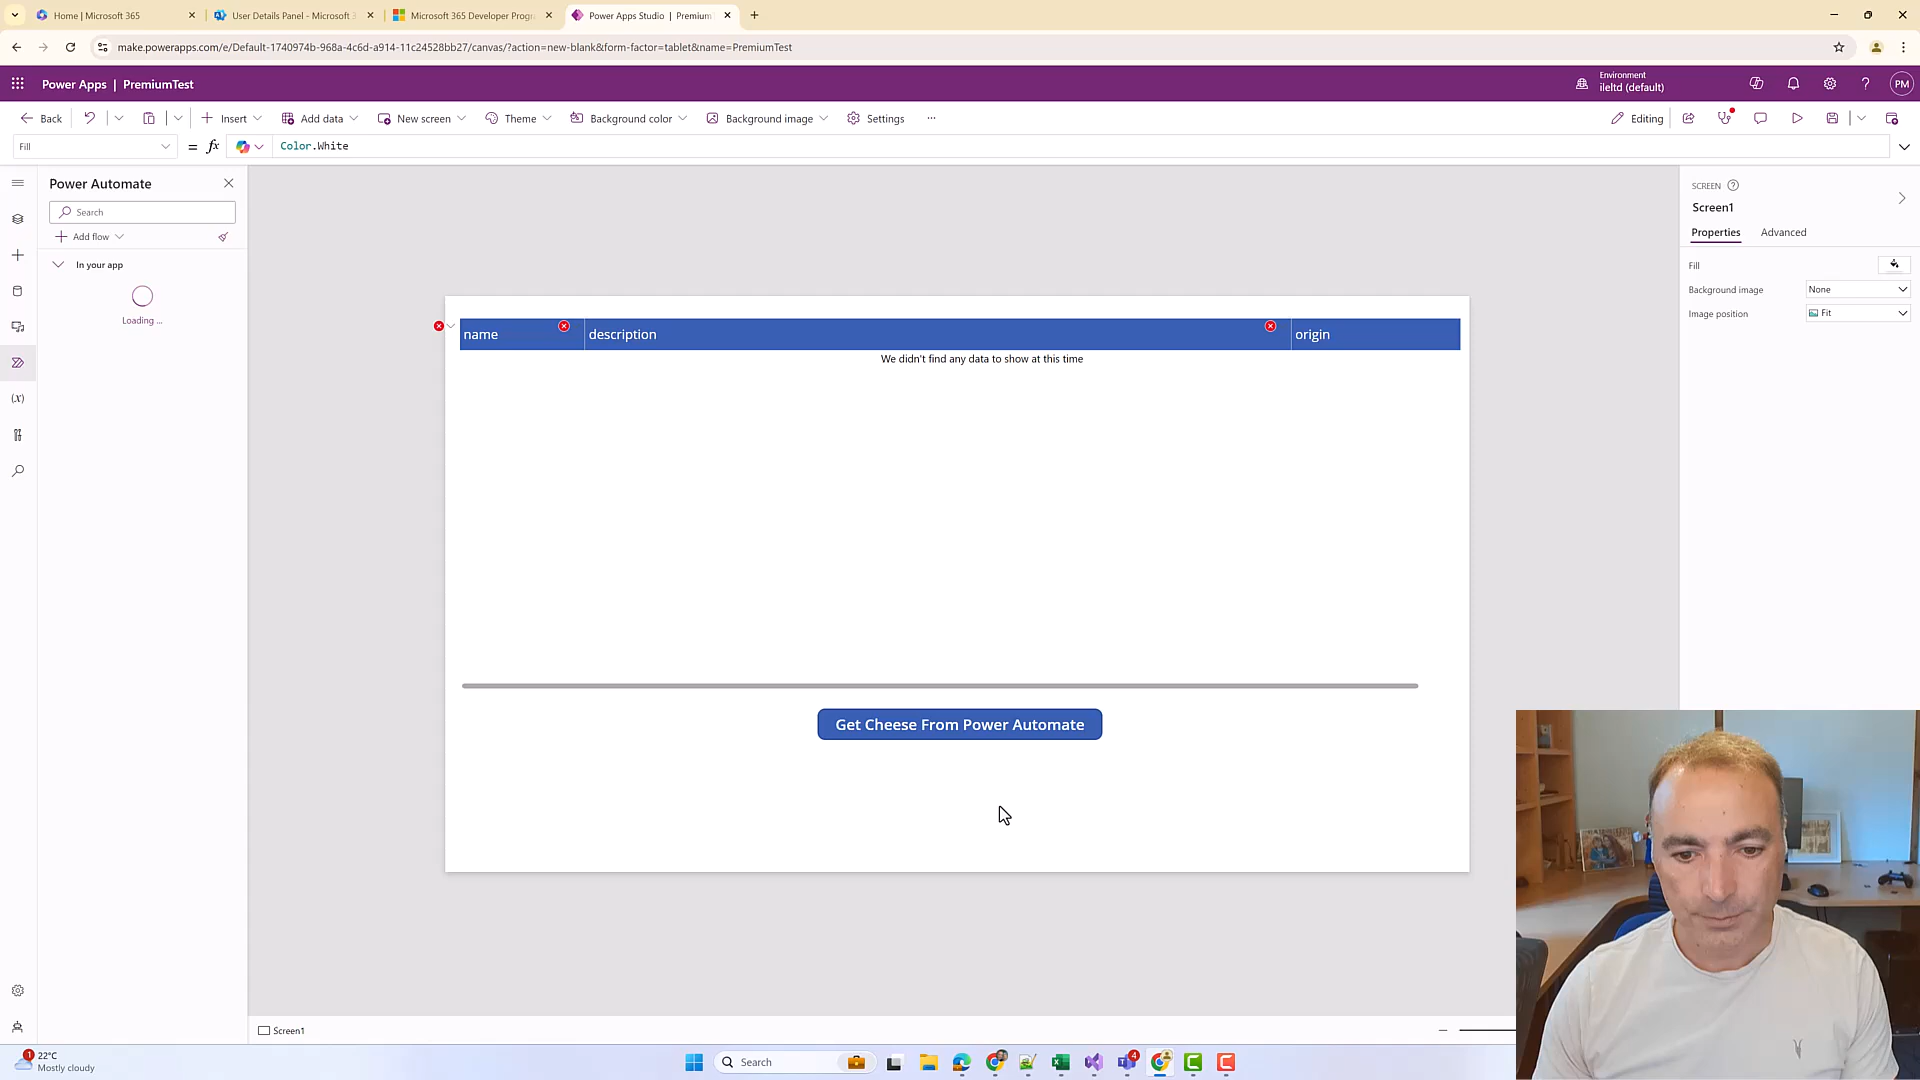 Home | Microsoft 365
User Details Panel - Microsoft 3
Microsoft 365 Developer Progr
Power Apps Studio | Premium
make.powerapps.com/e/Default-1740974b-968a-4c6d-a914-11c24528bb27/canvas/?action=new-blank&form-factor=tablet&name=PremiumTest
Power Apps | PremiumTest
Environment
ileltd (default)
PM
Back
Insert
Add data
New screen
Theme
Background color
Background image
Settings
...
Editing
Fill
= fx
Color.White
Power Automate
Search
Add flow
In your app
Loading ...
(x)
name
description
origin
We didn't find any data to show at this time
Get Cheese From Power Automate
SCREEN
Screen1
Properties
Advanced
Fill
Background image
None
Image position
Fit
Screen1
1
22°C
Mostly cloudy
Search
4